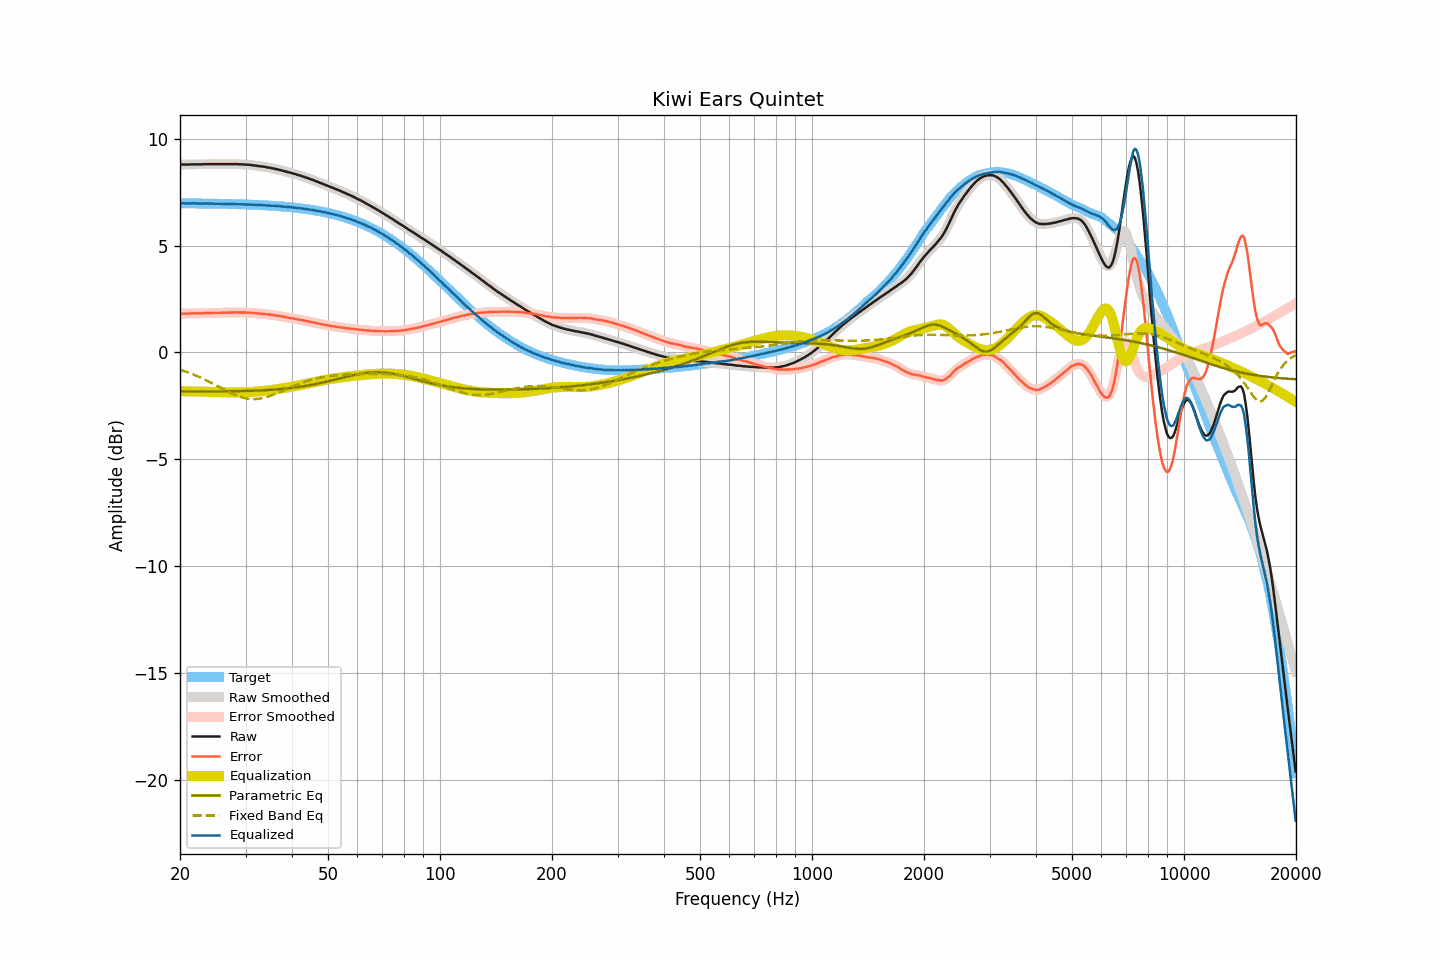 Kiwi Ears Quintet
10
5
0
−5
−10
−15
−20
Amplitude (dBr)
Target
Raw Smoothed
Error Smoothed
Raw
Error
Equalization
Parametric Eq
Fixed Band Eq
Equalized
20 50 100 200 500 1000 2000 5000 10000 20000
Frequency (Hz)